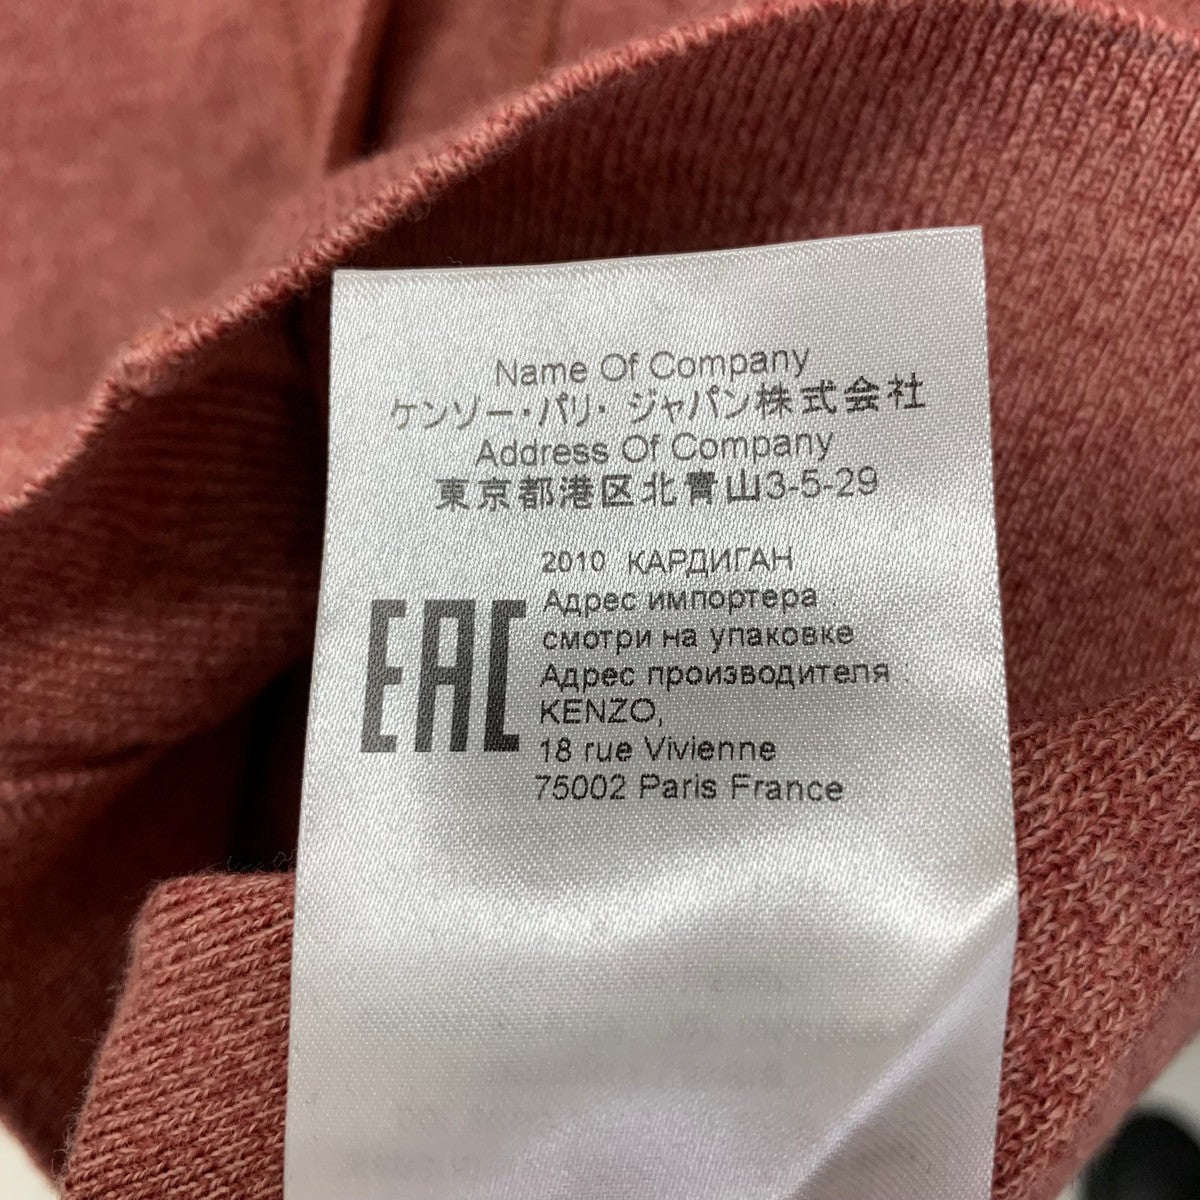 Name Of Company
ケンゾー・パリ・ジャパン株式会社
Address Of Company
東京都港区北青山3-5-29
2010 КАРДИГАН
EAC
Адрес импортера :
смотри на упаковке
Адрес производителя :
KENZO,
18 rue Vivienne
75002 Paris France